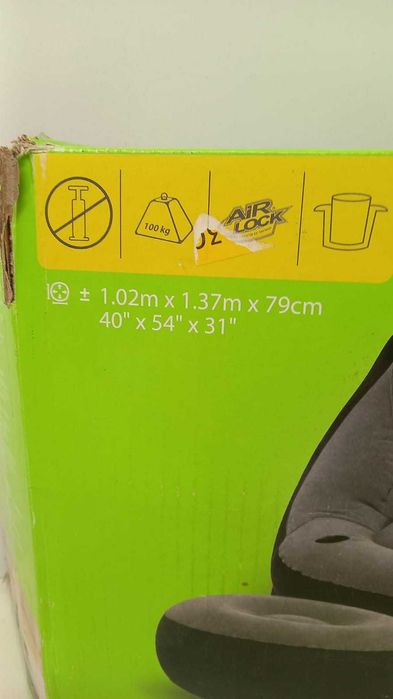 100 kg
AiR
LOCK
± 1.02m x 1.37m x 79cm
40" x 54" x 31"